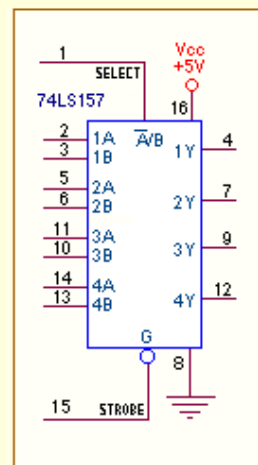 1
SELECT
Vcc
+5V
74LS157
16
2 1A A̅/B
3 1B 1Y 4
5 2A
6 2B 2Y 7
11 3A
10 3B 3Y 9
14 4A
13 4B 4Y 12
G
8
15 STROBE